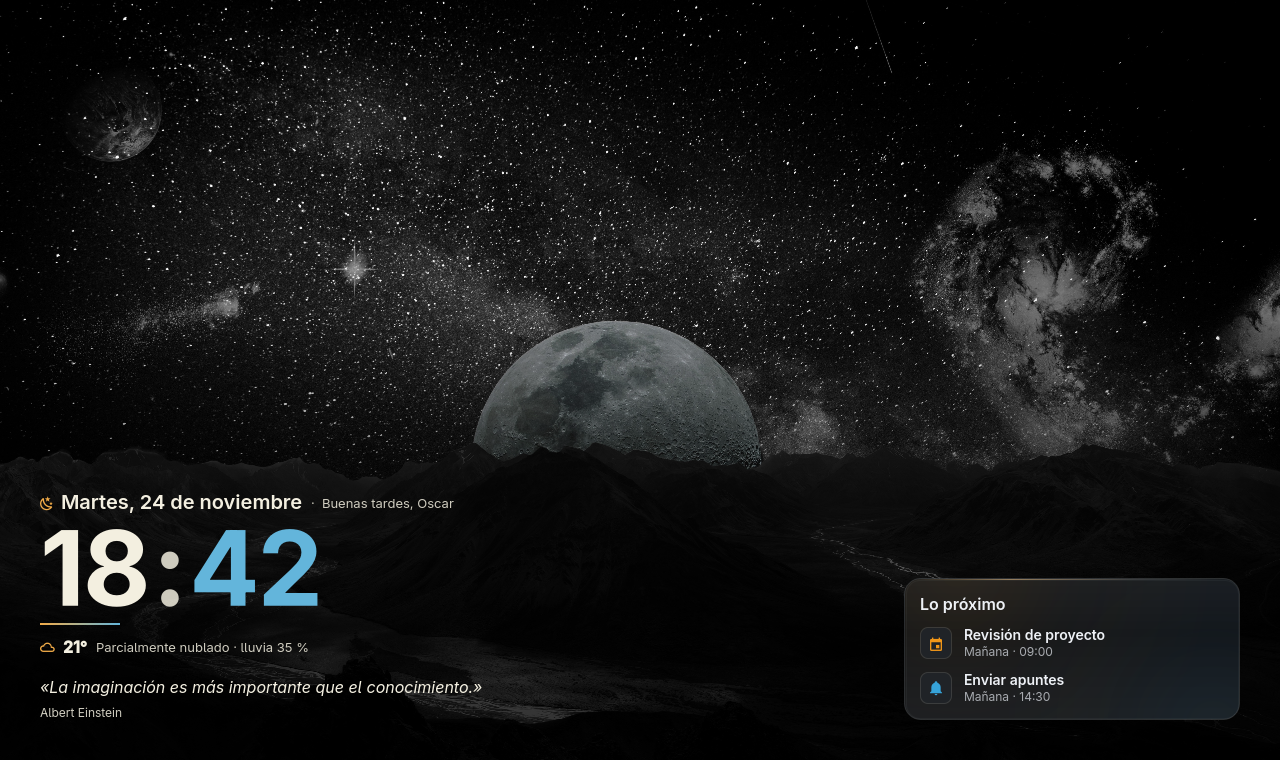 Martes, 24 de noviembre · Buenas tardes, Oscar
18:42
21° Parcialmente nublado · lluvia 35 %
«La imaginación es más importante que el conocimiento.»
Albert Einstein
Lo próximo
Revisión de proyecto
Mañana · 09:00
Enviar apuntes
Mañana · 14:30